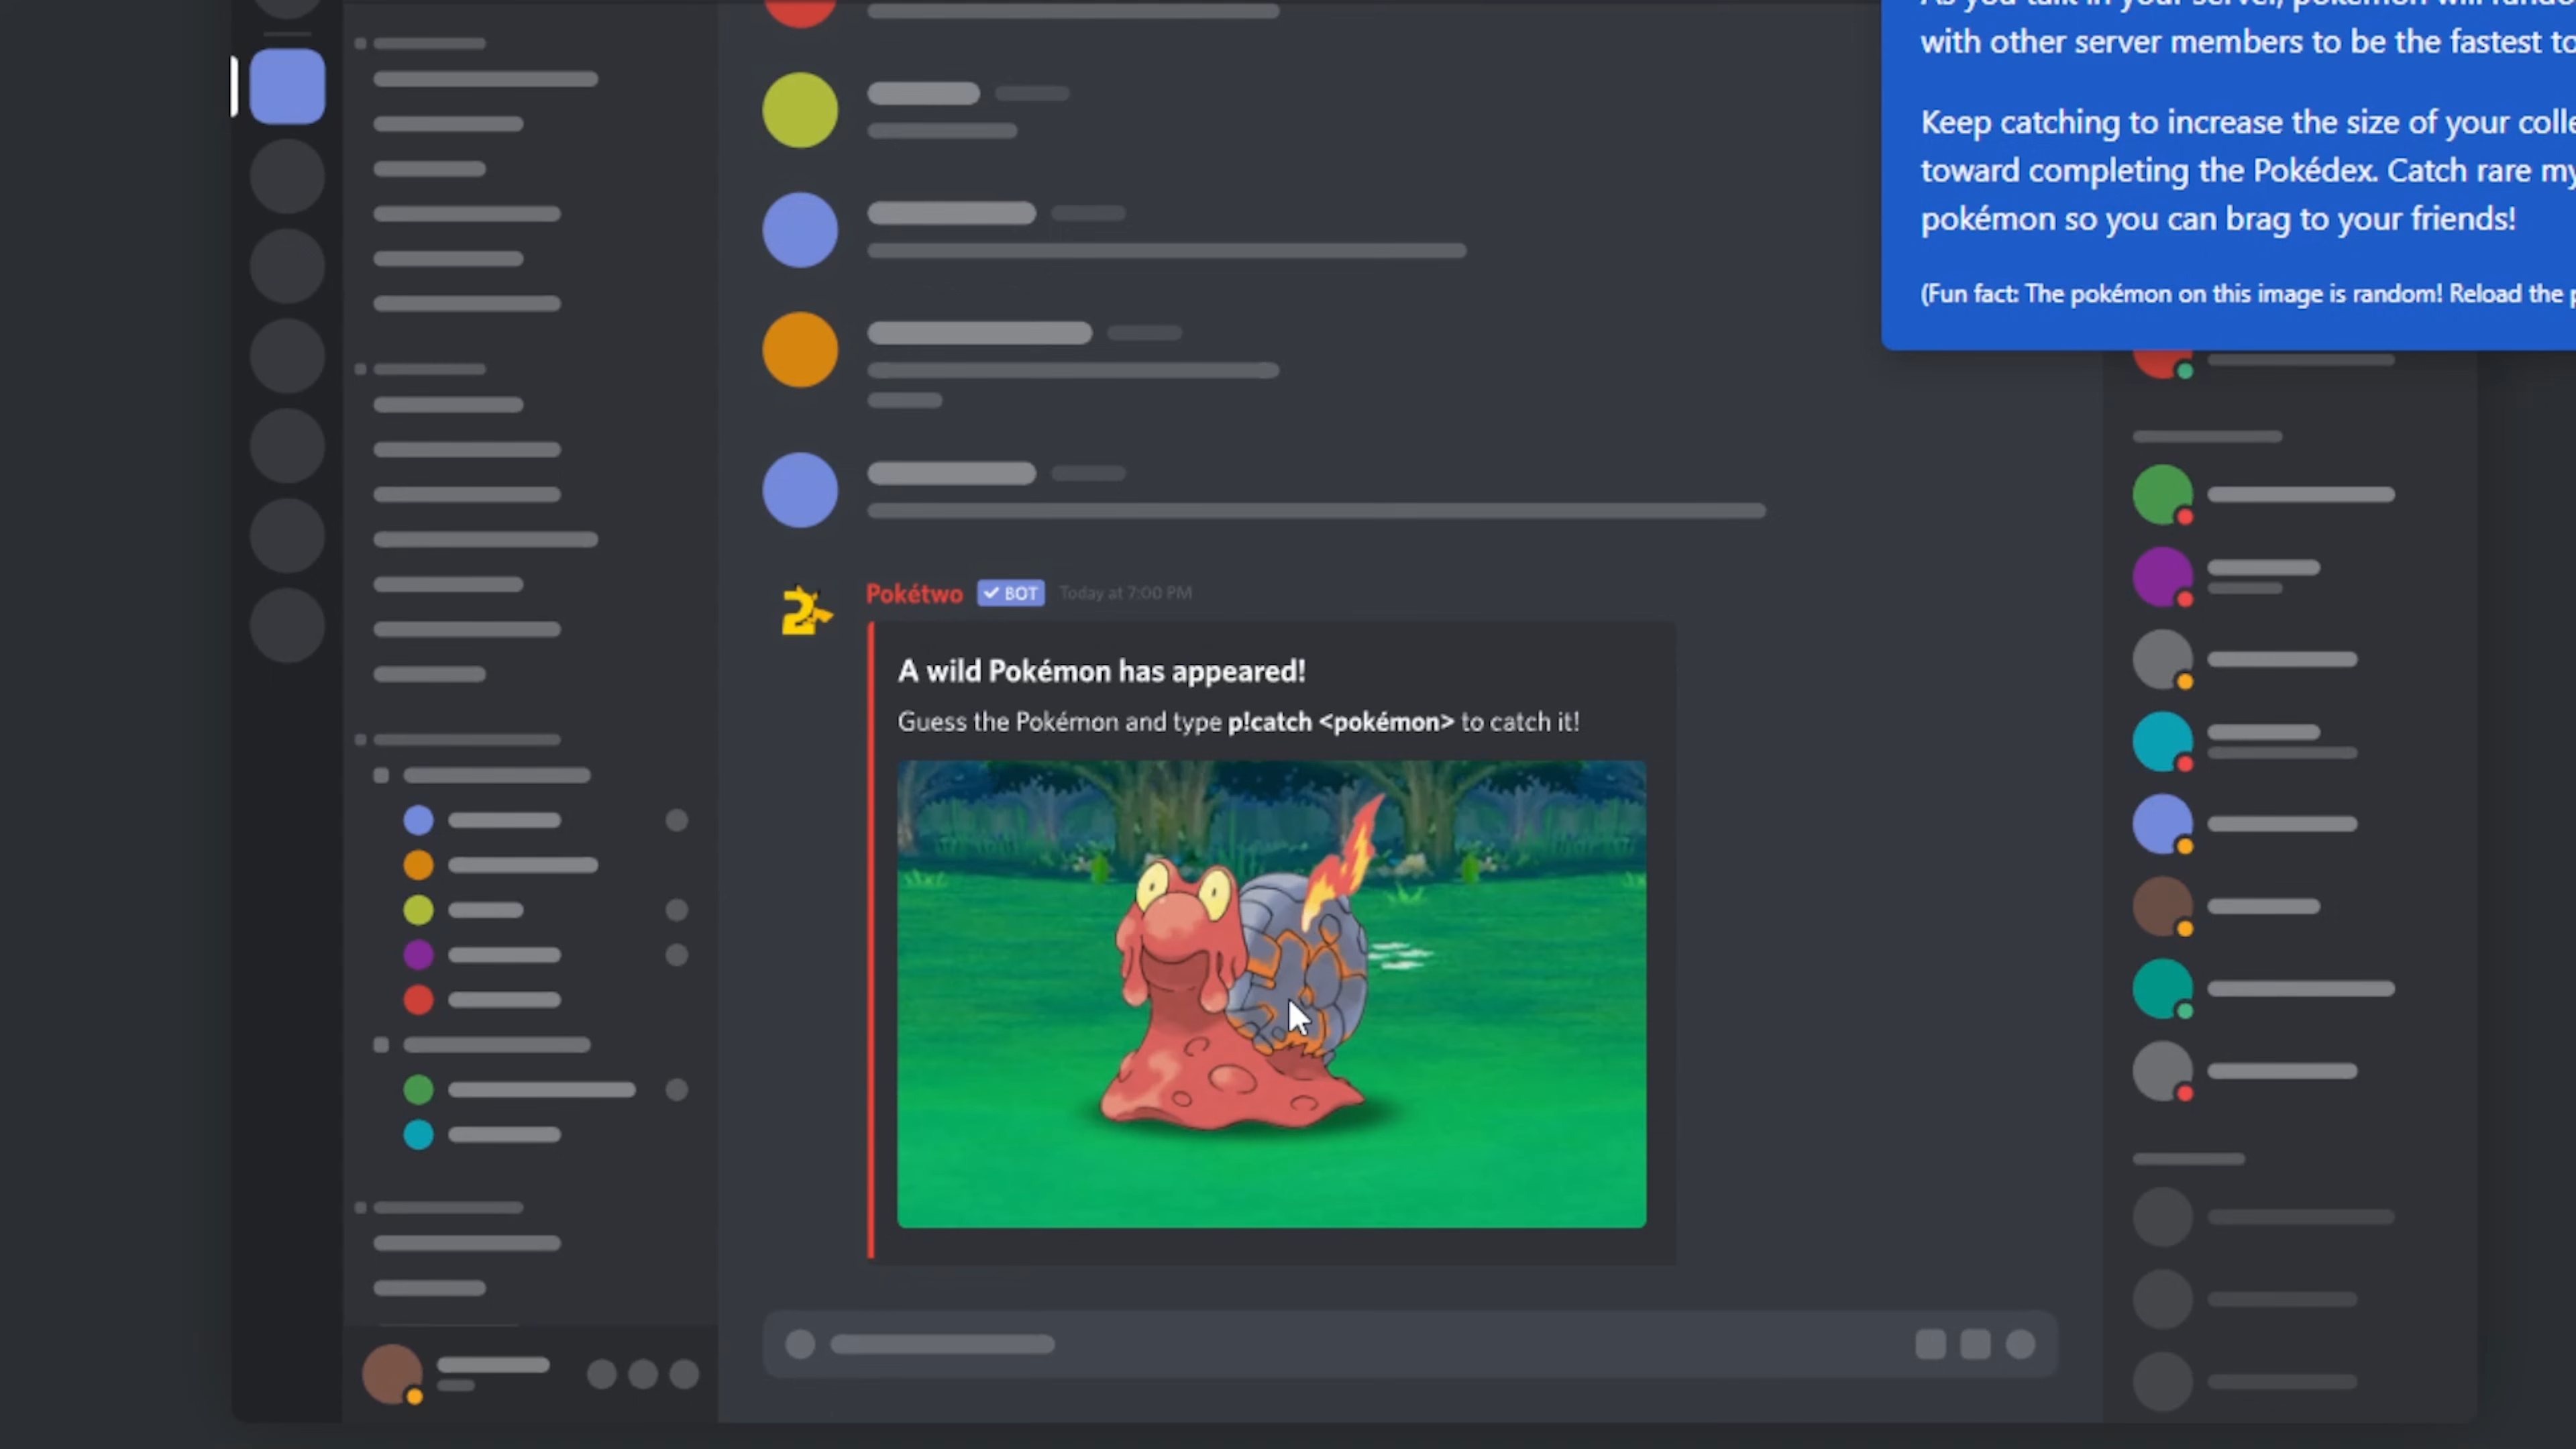 with other server members to be the fastest to
Keep catching to increase the size of your
toward completing the Pokédex. Catch rare
pokémon so you can brag to your friends!
(Fun fact: The pokémon on this image is random! Reload the
Pokétwo ✓ BOT Today at 7:00 PM
A wild Pokémon has appeared!
Guess the Pokémon and type p!catch <pokémon> to catch it!